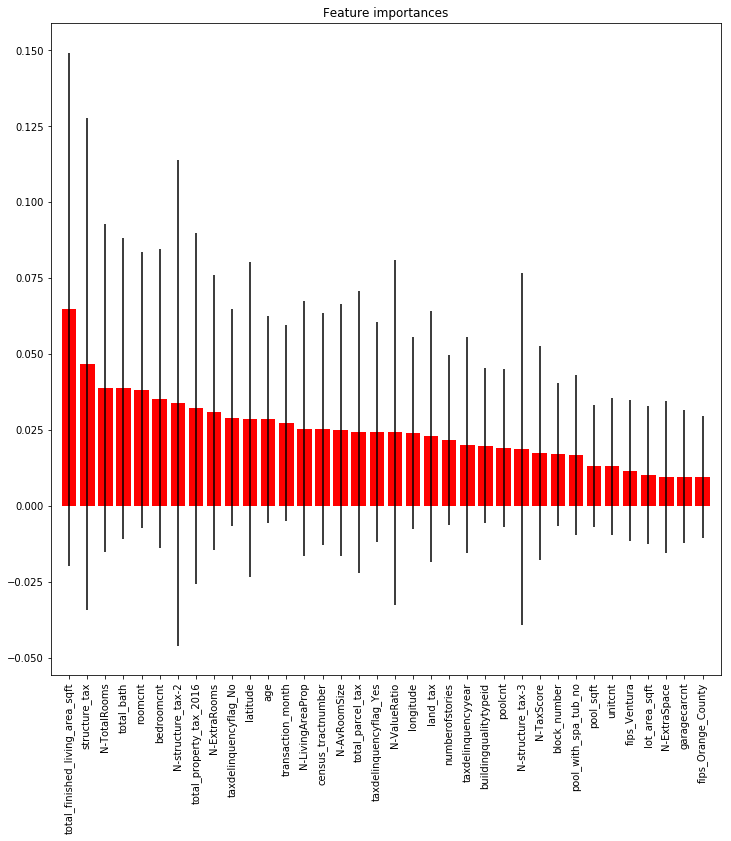 Feature importances
0.150
0.125
0.100
0.075
0.050
0.025
0.000
−0.025
−0.050
total_finished_living_area_sqft
structure_tax
N-TotalRooms
total_bath
roomcnt
bedroomcnt
N-structure_tax-2
total_property_tax_2016
N-ExtraRooms
taxdelinquencyflag_No
latitude
age
transaction_month
N-LivingAreaProp
census_tractnumber
N-AvRoomSize
total_parcel_tax
taxdelinquencyflag_Yes
N-ValueRatio
longitude
land_tax
numberofstories
taxdelinquencyyear
buildingqualitytypeid
poolcnt
N-structure_tax-3
N-TaxScore
block_number
pool_with_spa_tub_no
pool_sqft
unitcnt
fips_Ventura
lot_area_sqft
N-ExtraSpace
garagecarcnt
fips_Orange_County